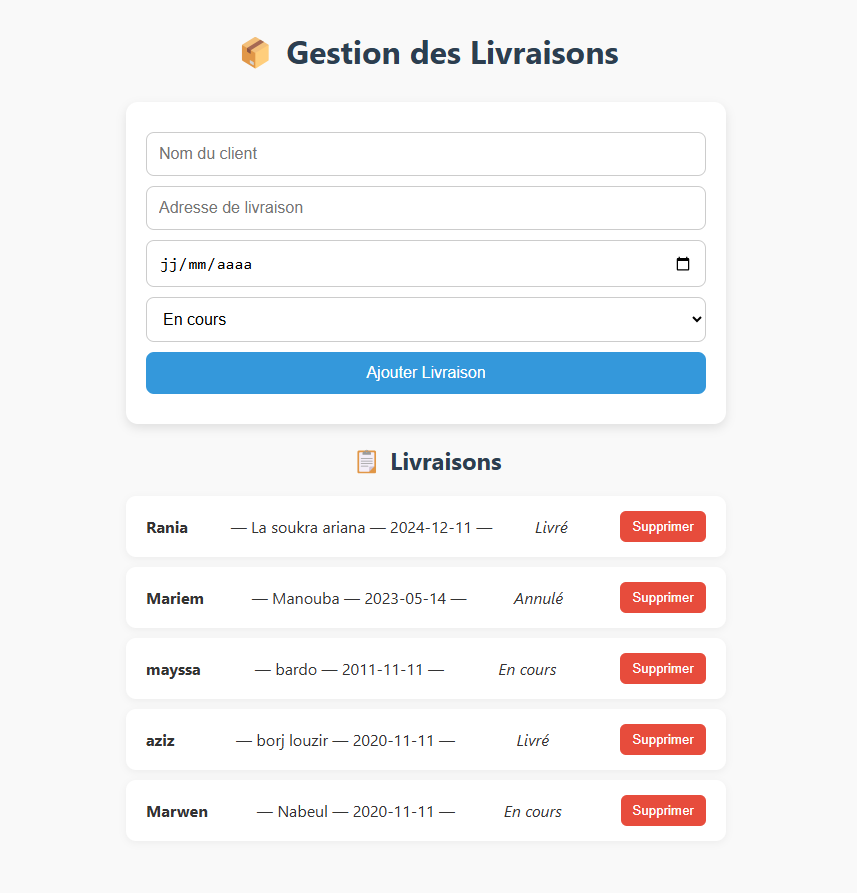 📦 Gestion des Livraisons
Nom du client
Adresse de livraison
jj/mm/aaaa
En cours
Ajouter Livraison
📋 Livraisons
Rania — La soukra ariana — 2024-12-11 — Livré Supprimer
Mariem — Manouba — 2023-05-14 — Annulé Supprimer
mayssa — bardo — 2011-11-11 — En cours Supprimer
aziz — borj louzir — 2020-11-11 — Livré Supprimer
Marwen — Nabeul — 2020-11-11 — En cours Supprimer